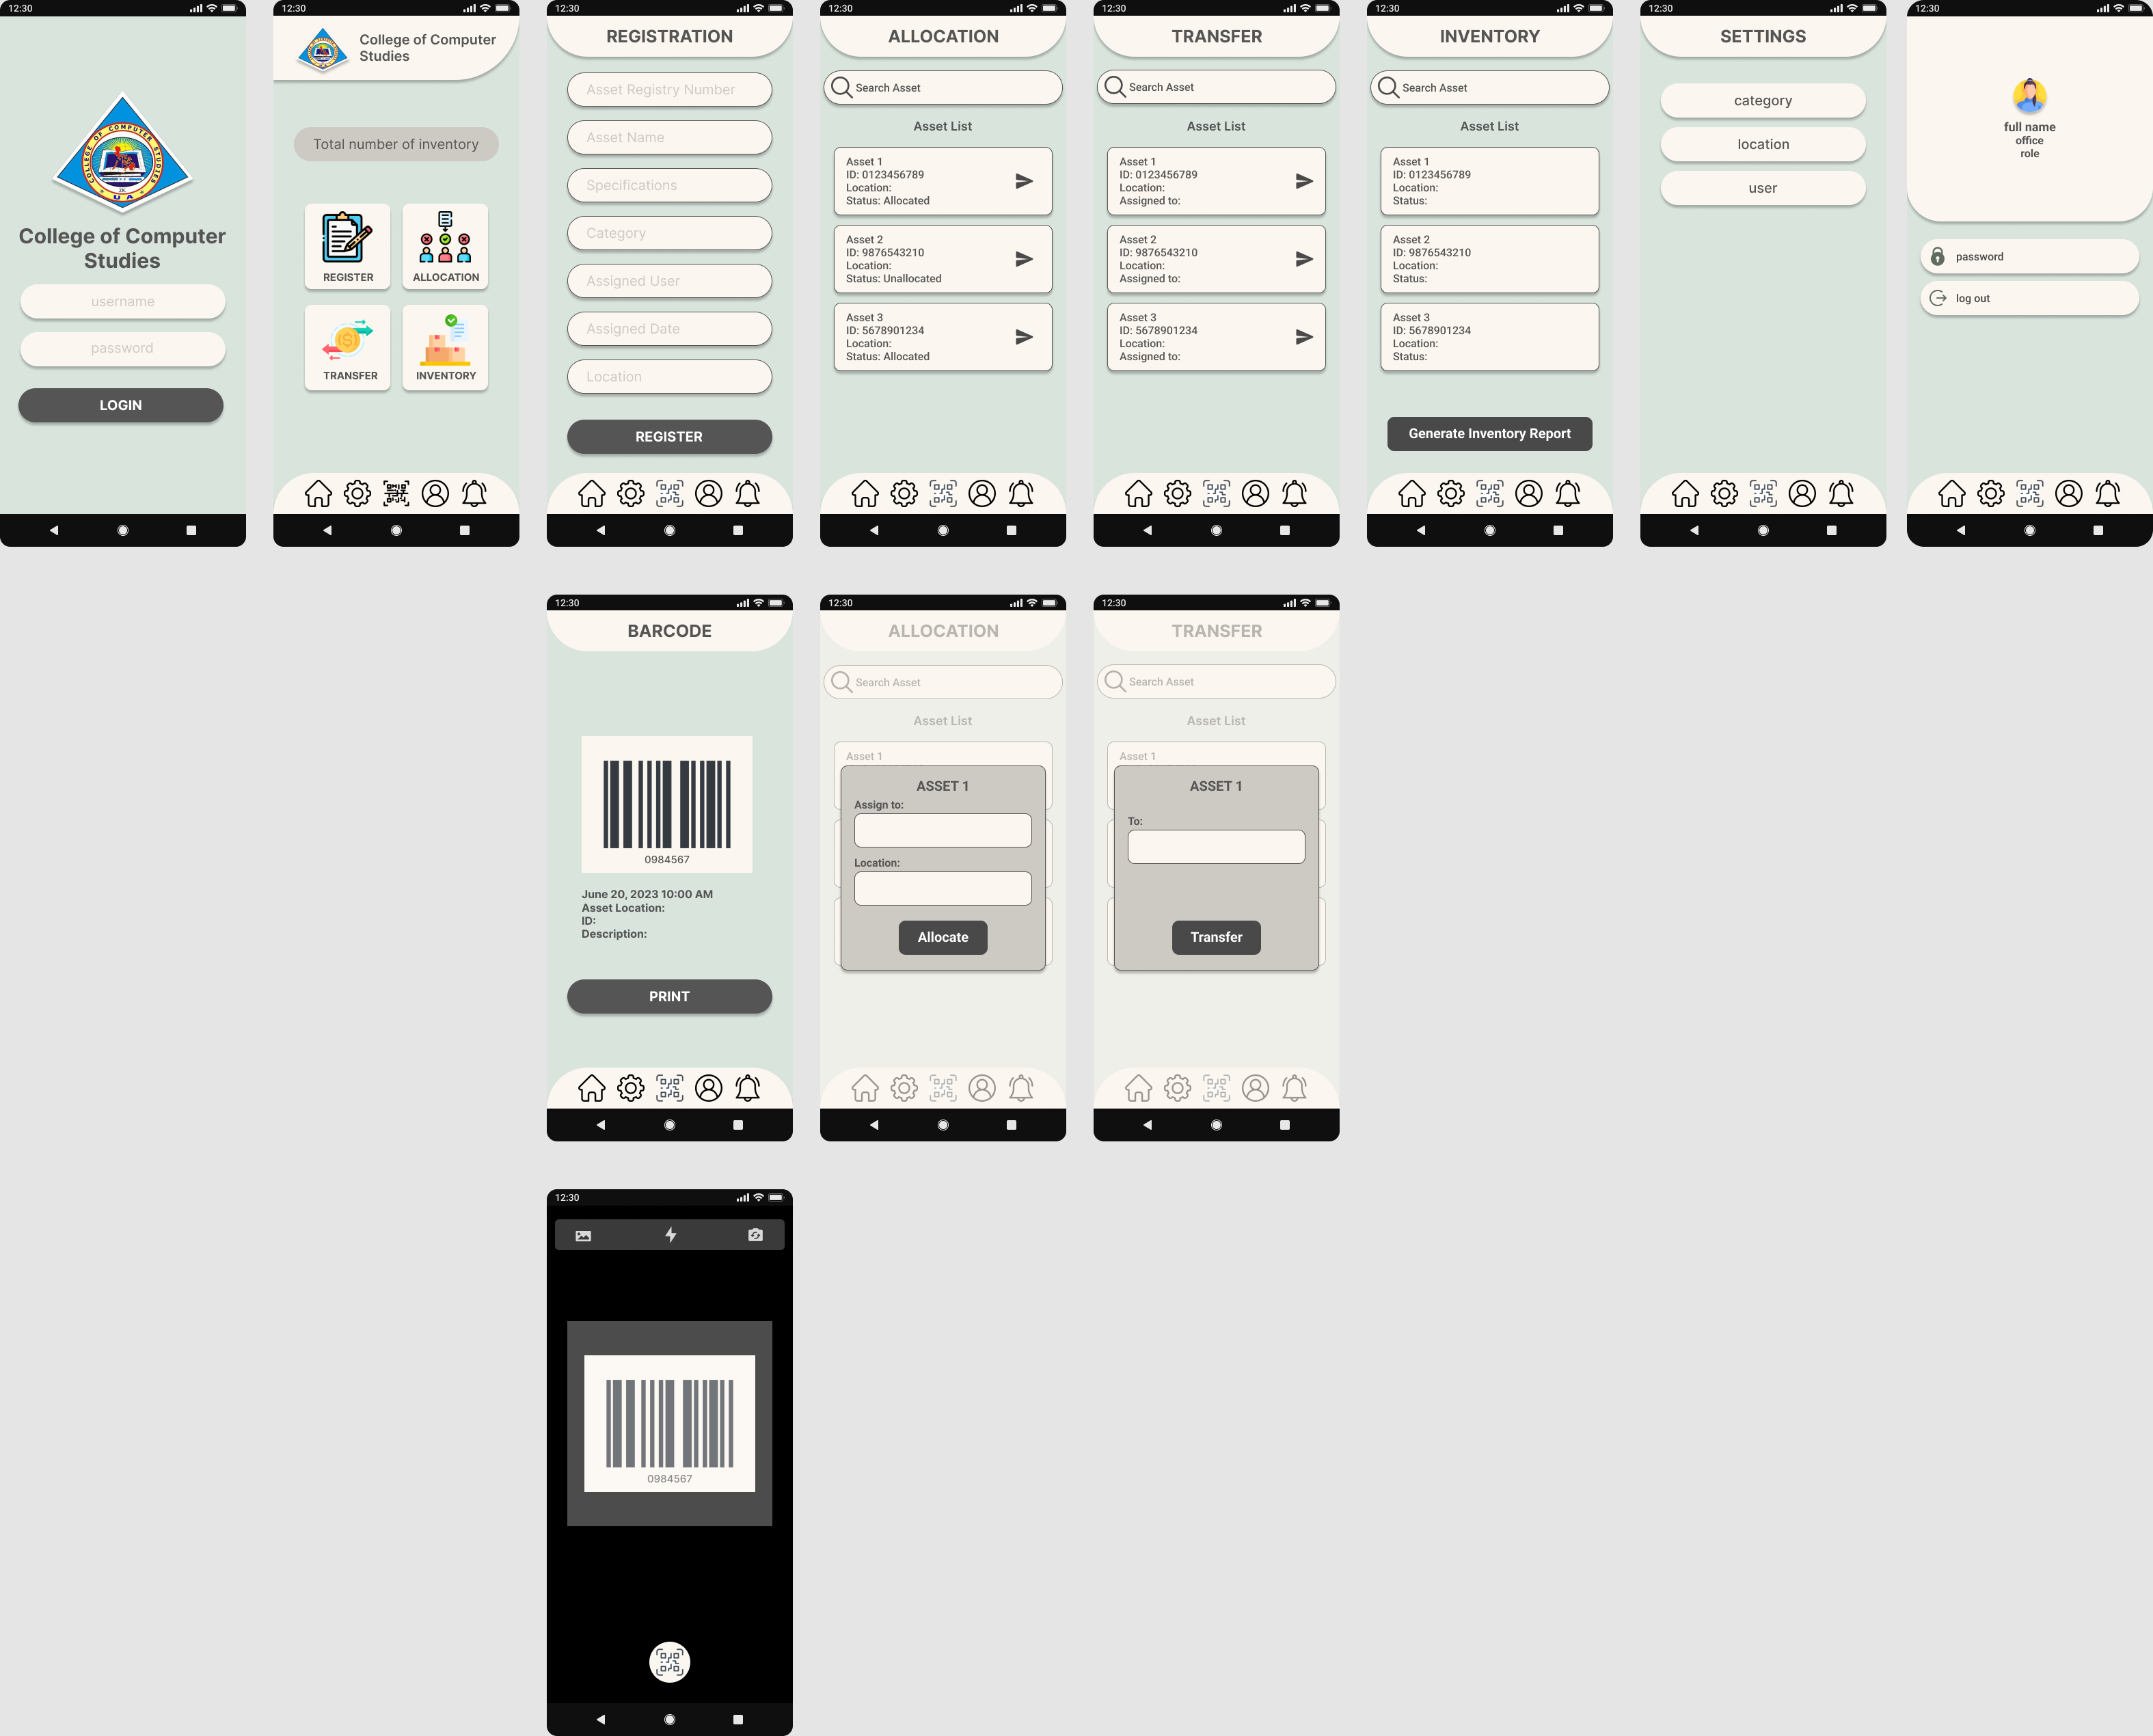 12:30
COLLEGE OF COMPUTER STUDIES
U A
College of Computer
Studies
username
password
LOGIN
12:30
College of Computer
Studies
Total number of inventory
REGISTER
ALLOCATION
TRANSFER
INVENTORY
12:30
REGISTRATION
Asset Registry Number
Asset Name
Specifications
Category
Assigned User
Assigned Date
Location
REGISTER
12:30
ALLOCATION
Search Asset
Asset List
Asset 1
ID: 0123456789
Location:
Status: Allocated
Asset 2
ID: 9876543210
Location:
Status: Unallocated
Asset 3
ID: 5678901234
Location:
Status: Allocated
12:30
TRANSFER
Search Asset
Asset List
Asset 1
ID: 0123456789
Location:
Assigned to:
Asset 2
ID: 9876543210
Location:
Assigned to:
Asset 3
ID: 5678901234
Location:
Assigned to:
12:30
INVENTORY
Search Asset
Asset List
Asset 1
ID: 0123456789
Location:
Status:
Asset 2
ID: 9876543210
Location:
Status:
Asset 3
ID: 5678901234
Location:
Status:
Generate Inventory Report
12:30
SETTINGS
category
location
user
12:30
full name
office
role
password
log out
12:30
BARCODE
0984567
June 20, 2023 10:00 AM
Asset Location:
ID:
Description:
PRINT
12:30
ALLOCATION
Search Asset
Asset List
Asset 1
ASSET 1
Assign to:
Location:
Allocate
12:30
TRANSFER
Search Asset
Asset List
Asset 1
ASSET 1
To:
Transfer
12:30
0984567